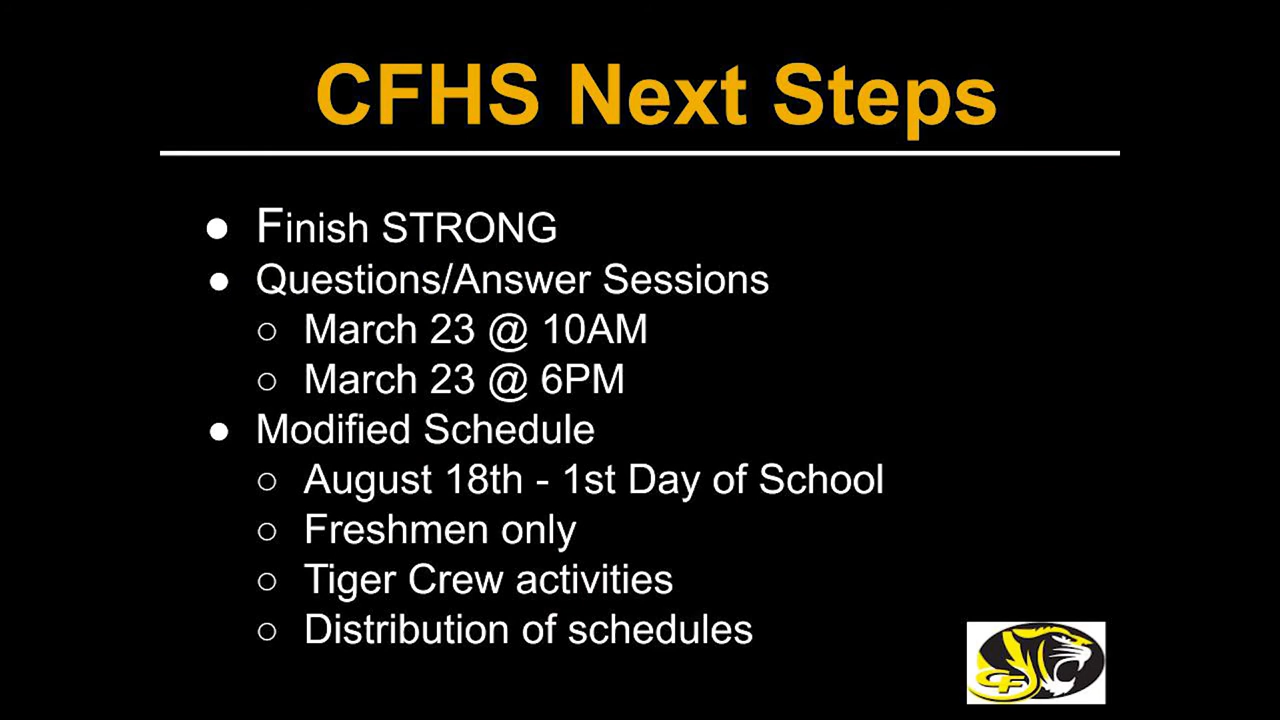 CFHS Next Steps
● Finish STRONG
● Questions/Answer Sessions
○ March 23 @ 10AM
○ March 23 @ 6PM
● Modified Schedule
○ August 18th - 1st Day of School
○ Freshmen only
○ Tiger Crew activities
○ Distribution of schedules
CF